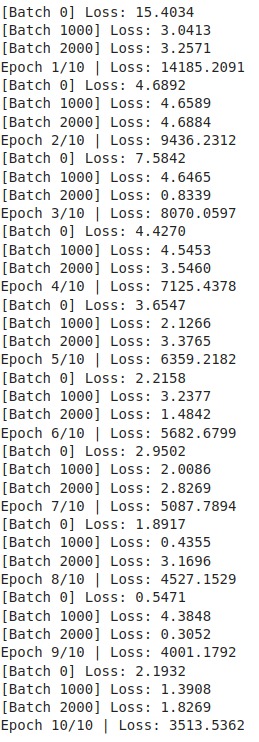 [Batch 0] Loss: 15.4034
[Batch 1000] Loss: 3.0413
[Batch 2000] Loss: 3.2571
Epoch 1/10 | Loss: 14185.2091
[Batch 0] Loss: 4.6892
[Batch 1000] Loss: 4.6589
[Batch 2000] Loss: 4.6884
Epoch 2/10 | Loss: 9436.2312
[Batch 0] Loss: 7.5842
[Batch 1000] Loss: 4.6465
[Batch 2000] Loss: 0.8339
Epoch 3/10 | Loss: 8070.0597
[Batch 0] Loss: 4.4270
[Batch 1000] Loss: 4.5453
[Batch 2000] Loss: 3.5460
Epoch 4/10 | Loss: 7125.4378
[Batch 0] Loss: 3.6547
[Batch 1000] Loss: 2.1266
[Batch 2000] Loss: 3.3765
Epoch 5/10 | Loss: 6359.2182
[Batch 0] Loss: 2.2158
[Batch 1000] Loss: 3.2377
[Batch 2000] Loss: 1.4842
Epoch 6/10 | Loss: 5682.6799
[Batch 0] Loss: 2.9502
[Batch 1000] Loss: 2.0086
[Batch 2000] Loss: 2.8269
Epoch 7/10 | Loss: 5087.7894
[Batch 0] Loss: 1.8917
[Batch 1000] Loss: 0.4355
[Batch 2000] Loss: 3.1696
Epoch 8/10 | Loss: 4527.1529
[Batch 0] Loss: 0.5471
[Batch 1000] Loss: 4.3848
[Batch 2000] Loss: 0.3052
Epoch 9/10 | Loss: 4001.1792
[Batch 0] Loss: 2.1932
[Batch 1000] Loss: 1.3908
[Batch 2000] Loss: 1.8269
Epoch 10/10 | Loss: 3513.5362